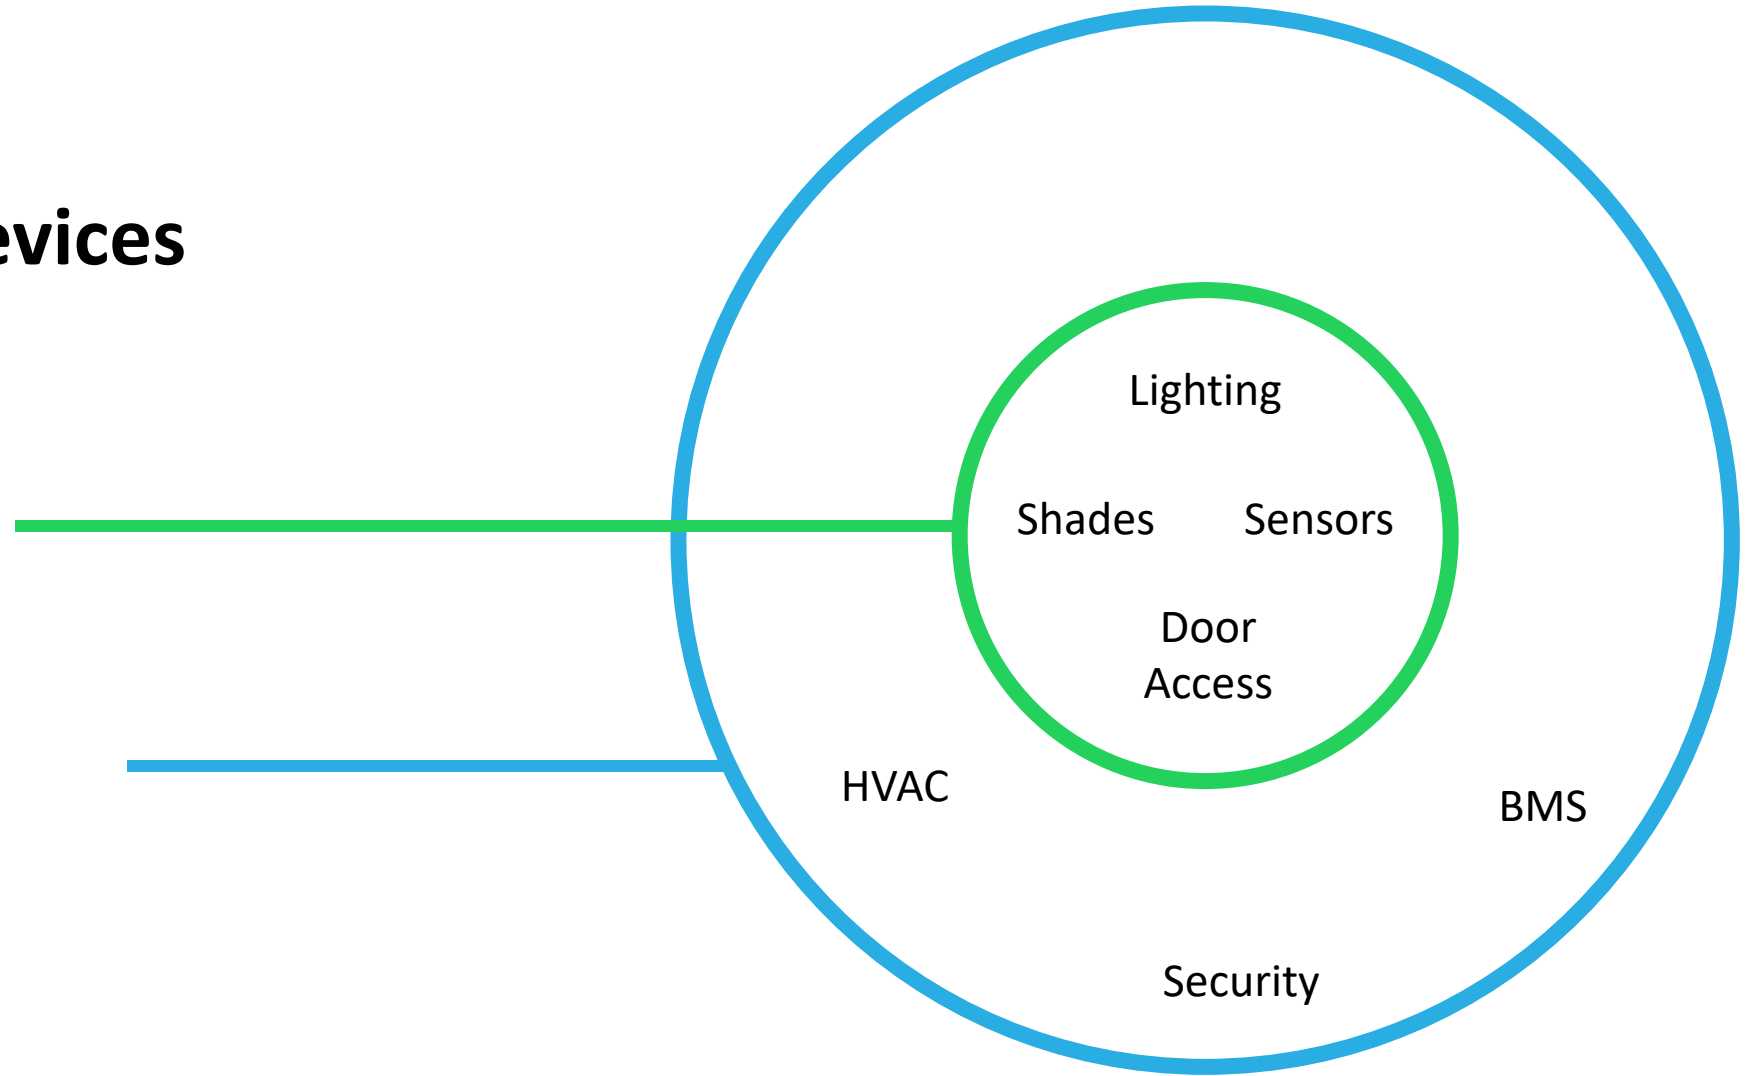 evices
Lighting
Shades Sensors
Door
Access
HVAC
BMS
Security